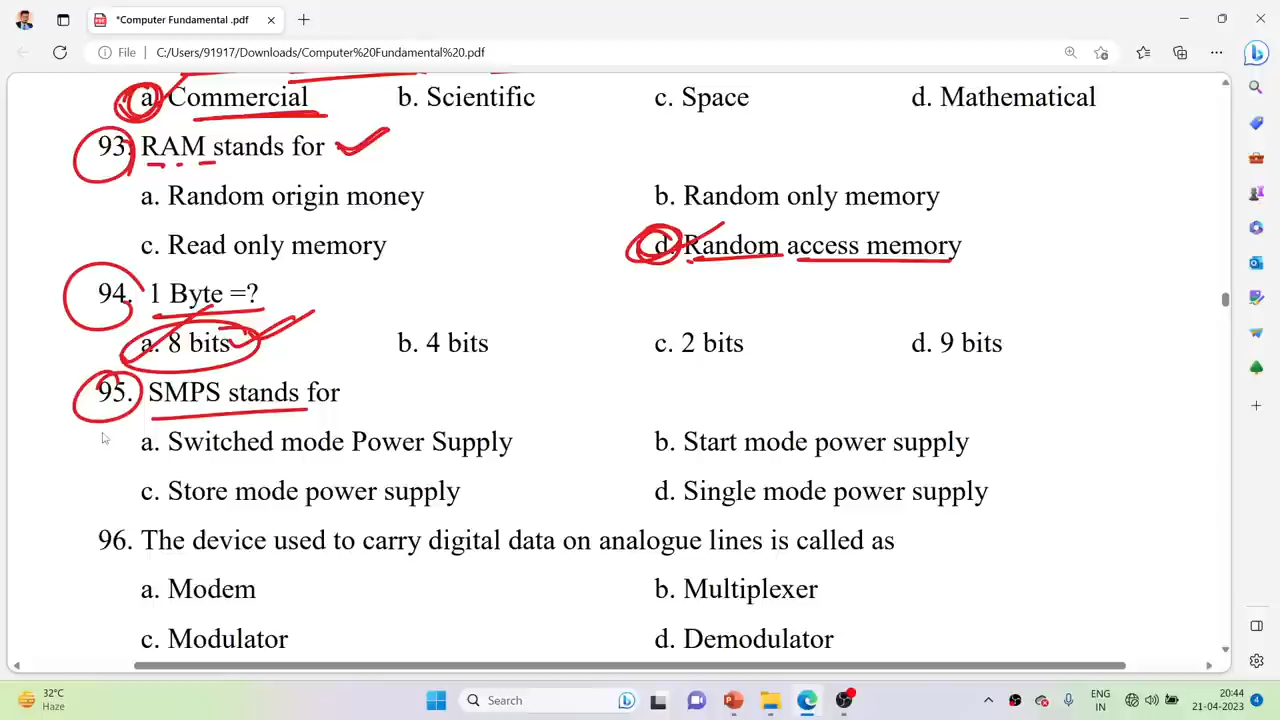 *Computer Fundamental .pdf
File C:/Users/91917/Downloads/Computer%20Fundamental%20.pdf
a. Commercial b. Scientific c. Space d. Mathematical
93. RAM stands for
a. Random origin money b. Random only memory
c. Read only memory d. Random access memory
94. 1 Byte =?
a. 8 bits b. 4 bits c. 2 bits d. 9 bits
95. SMPS stands for
a. Switched mode Power Supply b. Start mode power supply
c. Store mode power supply d. Single mode power supply
96. The device used to carry digital data on analogue lines is called as
a. Modem b. Multiplexer
c. Modulator d. Demodulator
32°C
Haze
Search
ENG
IN
20:44
21-04-2023
4